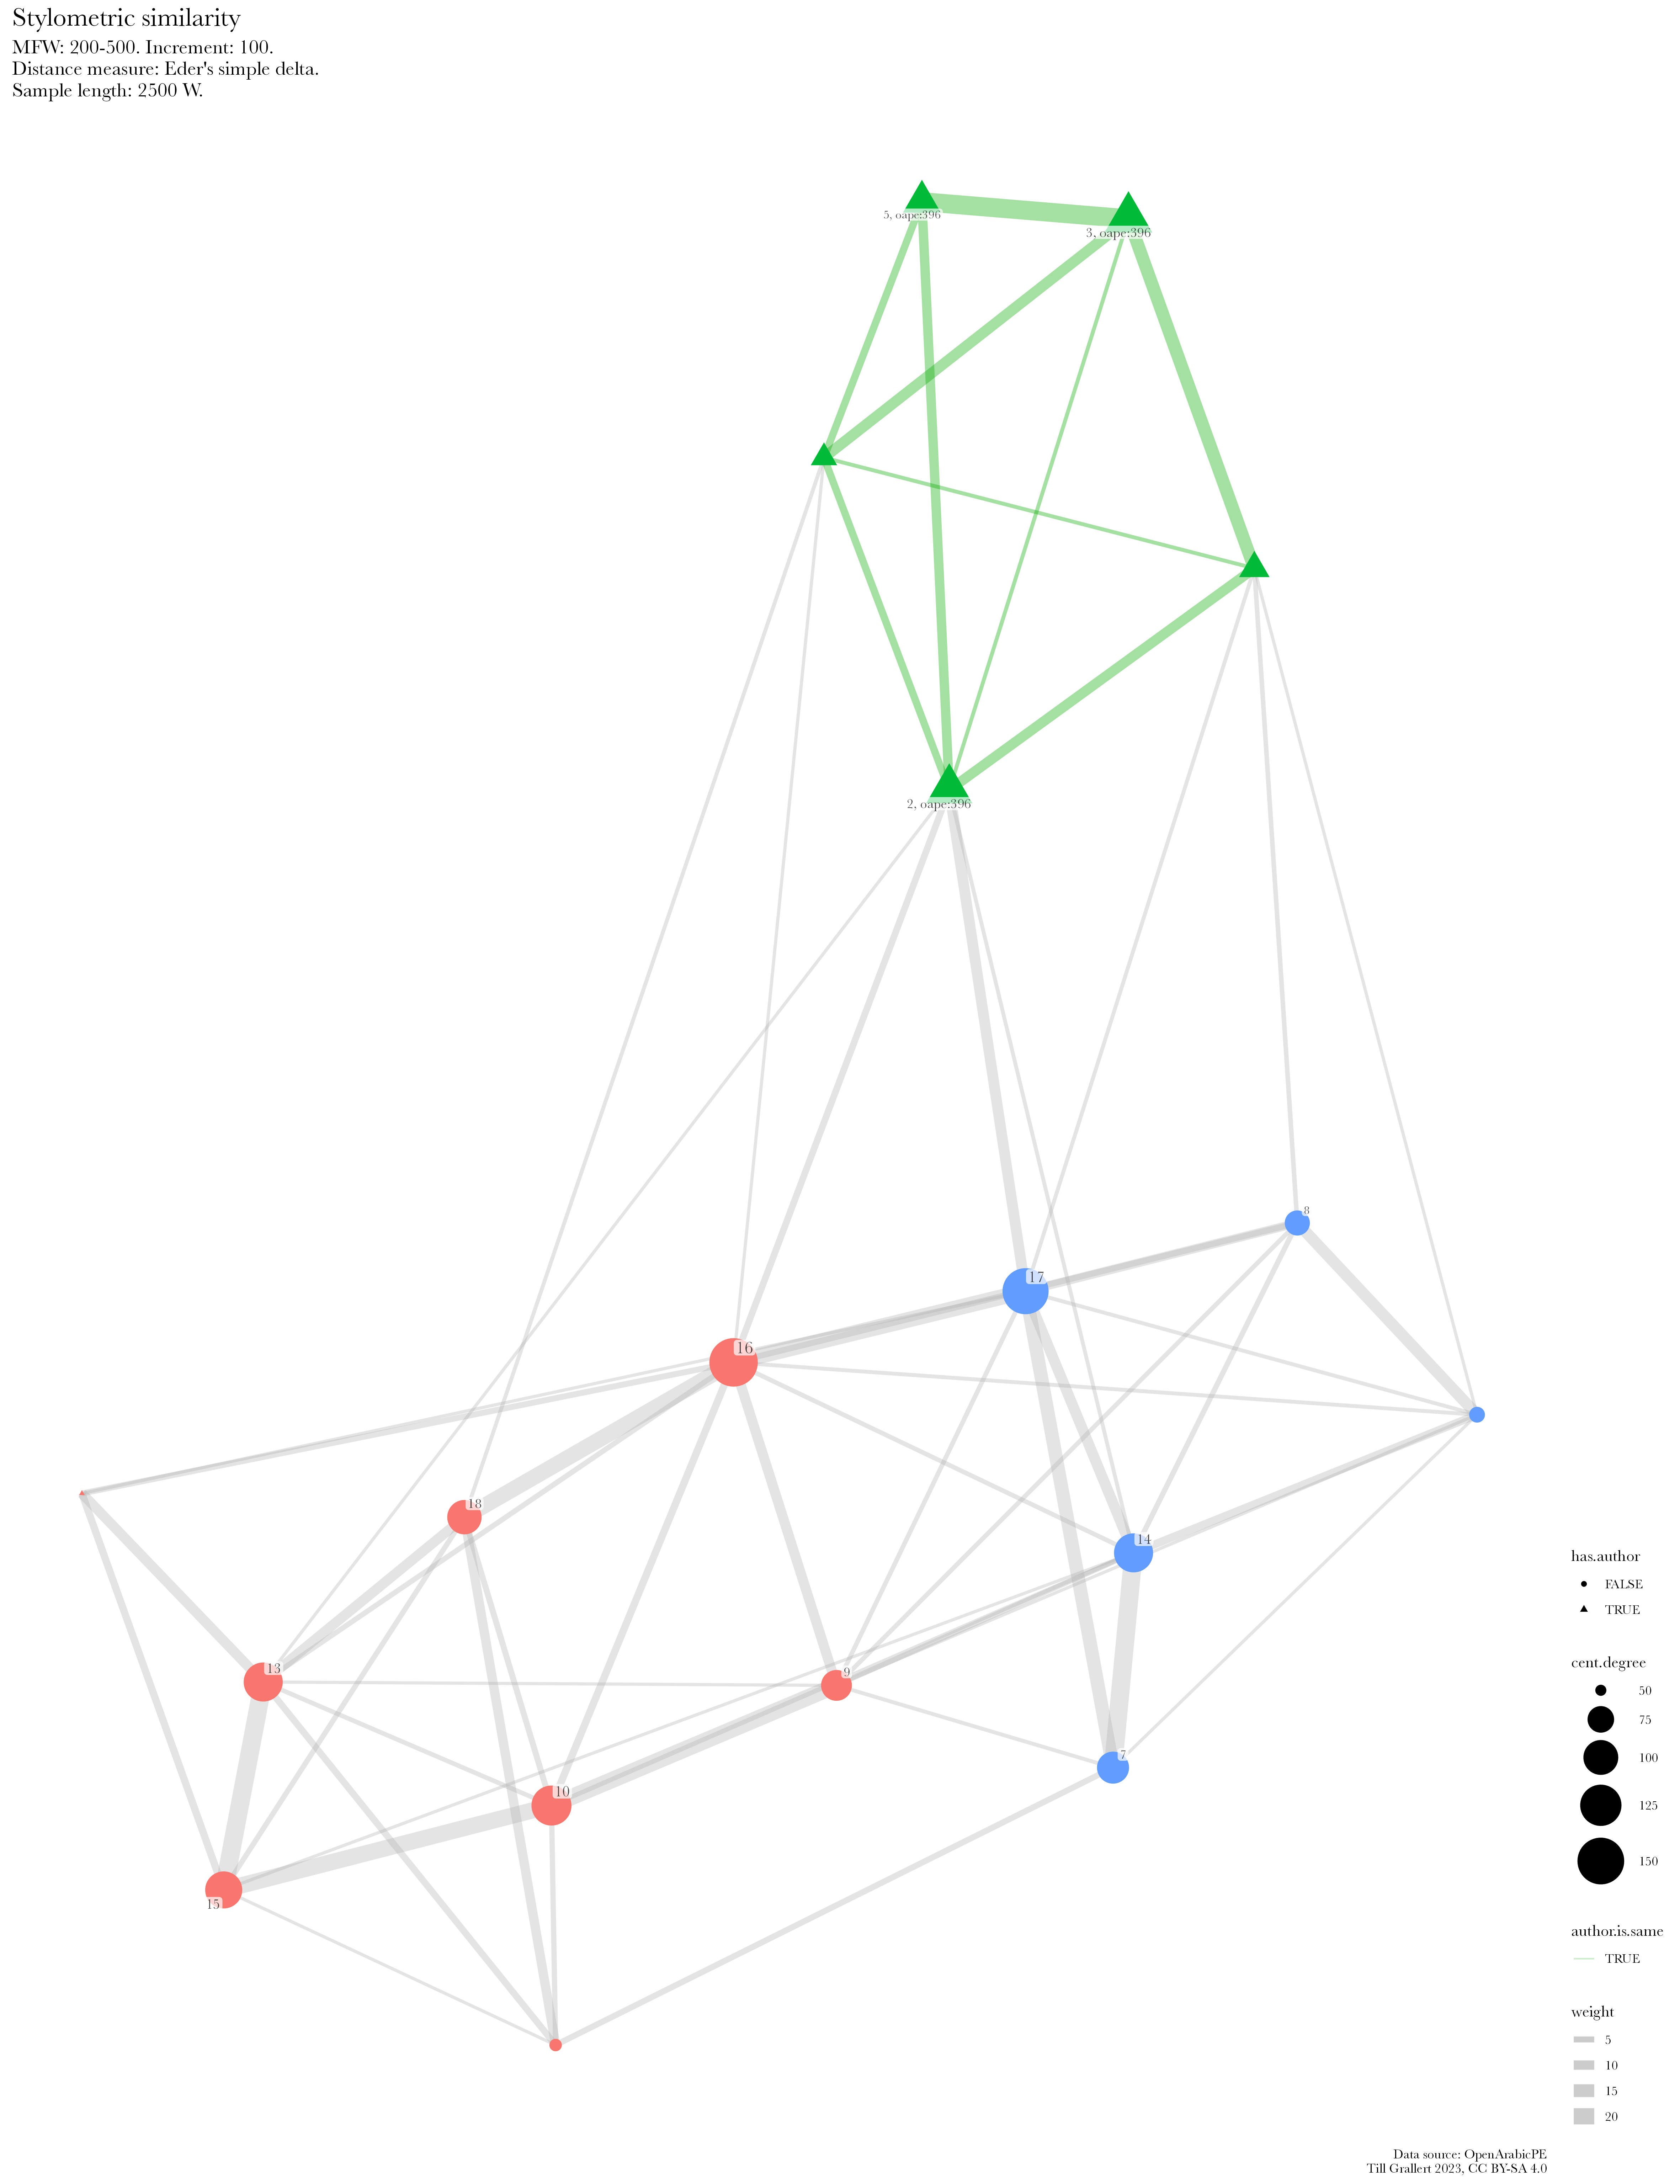 Stylometric similarity
MFW: 200-500. Increment: 100.
Distance measure: Eder's simple delta.
Sample length: 2500 W.
5, oape:396
3, oape:396
2, oape:396
8
17
16
18
14
13
9
7
10
15
has.author
FALSE
TRUE
cent.degree
50
75
100
125
150
author.is.same
TRUE
weight
5
10
15
20
Data source: OpenArabicPE
Till Grallert 2023, CC BY-SA 4.0